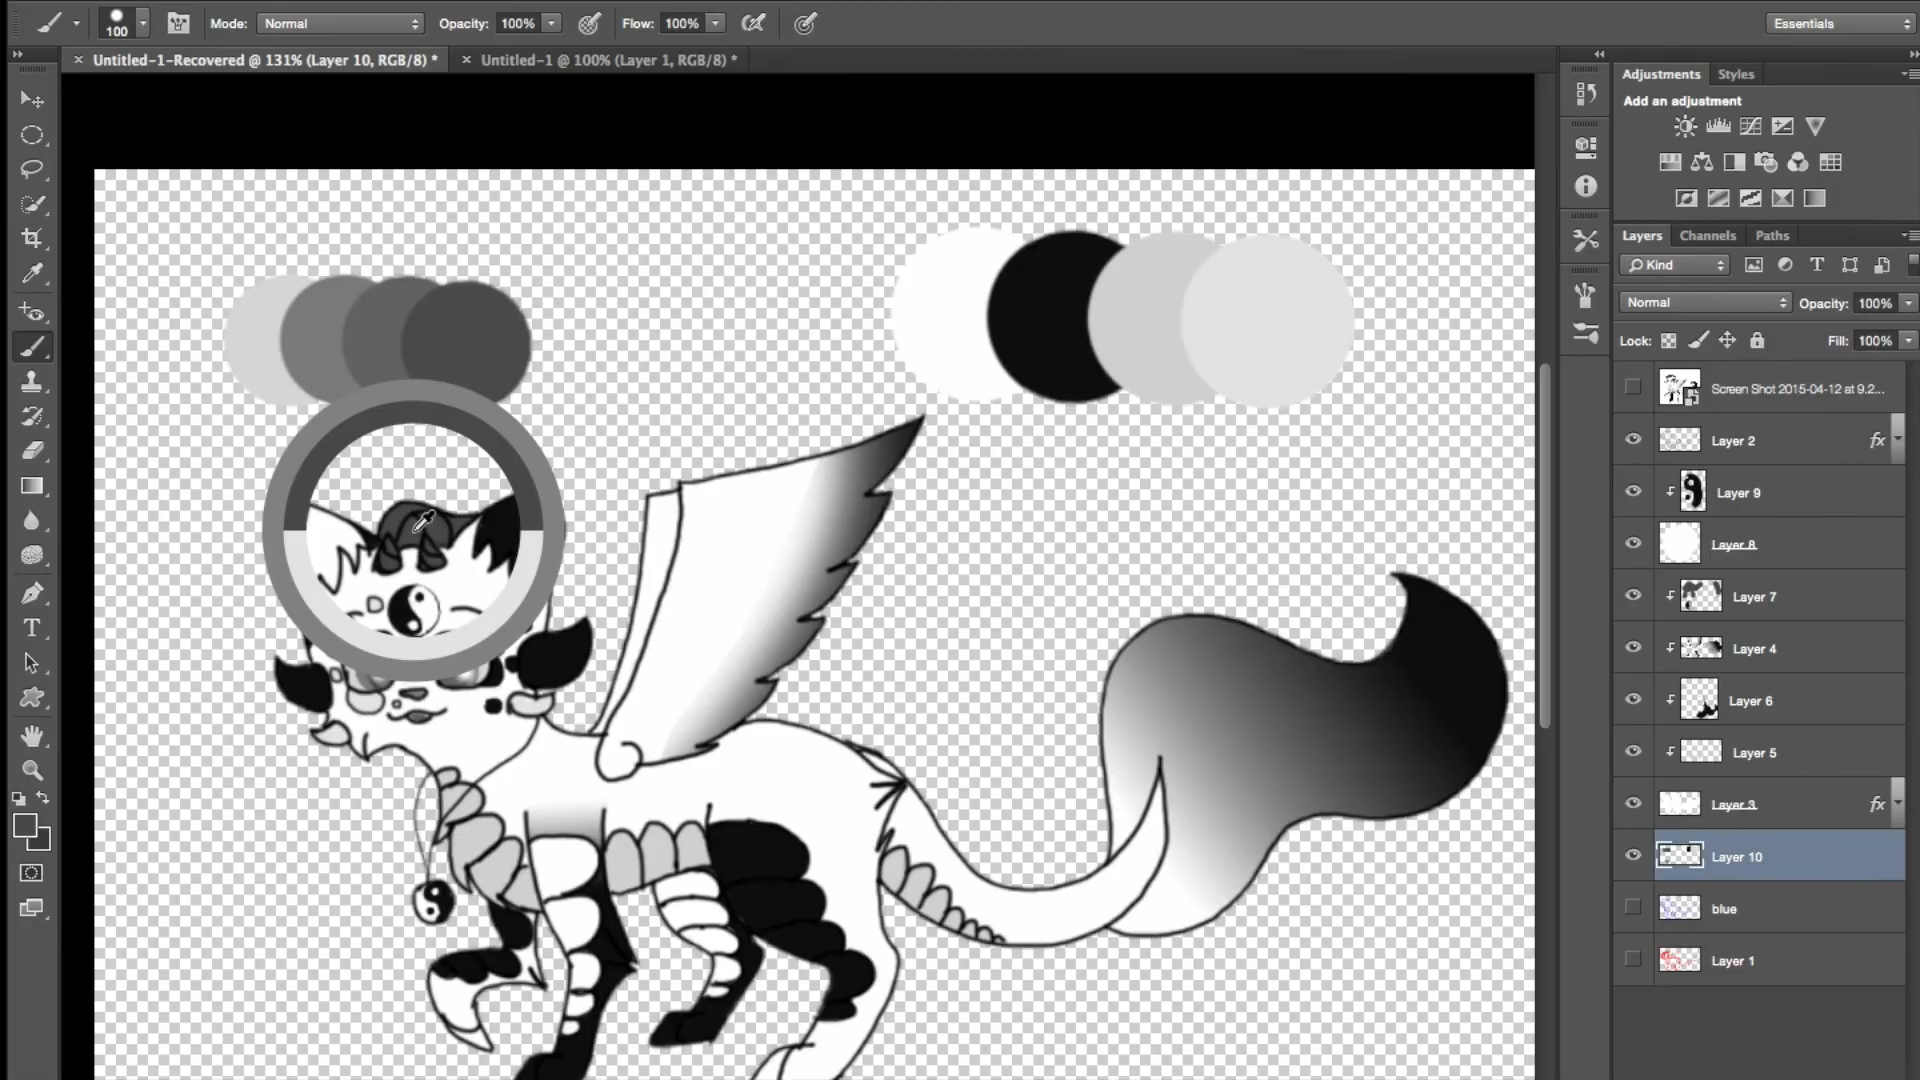 100 Mode: Normal Opacity: 100% Flow: 100% Essentials
× Untitled-1-Recovered @ 131% (Layer 10, RGB/8) * × Untitled-1 @ 100% (Layer 1, RGB/8) *
Adjustments Styles
Add an adjustment
Layers Channels Paths
Kind
Normal Opacity: 100%
Lock: Fill: 100%
Screen Shot 2015-04-12 at 9.2...
Layer 2 fx
Layer 9
Layer 8
Layer 7
Layer 4
Layer 6
Layer 5
Layer 3 fx
Layer 10
blue
Layer 1